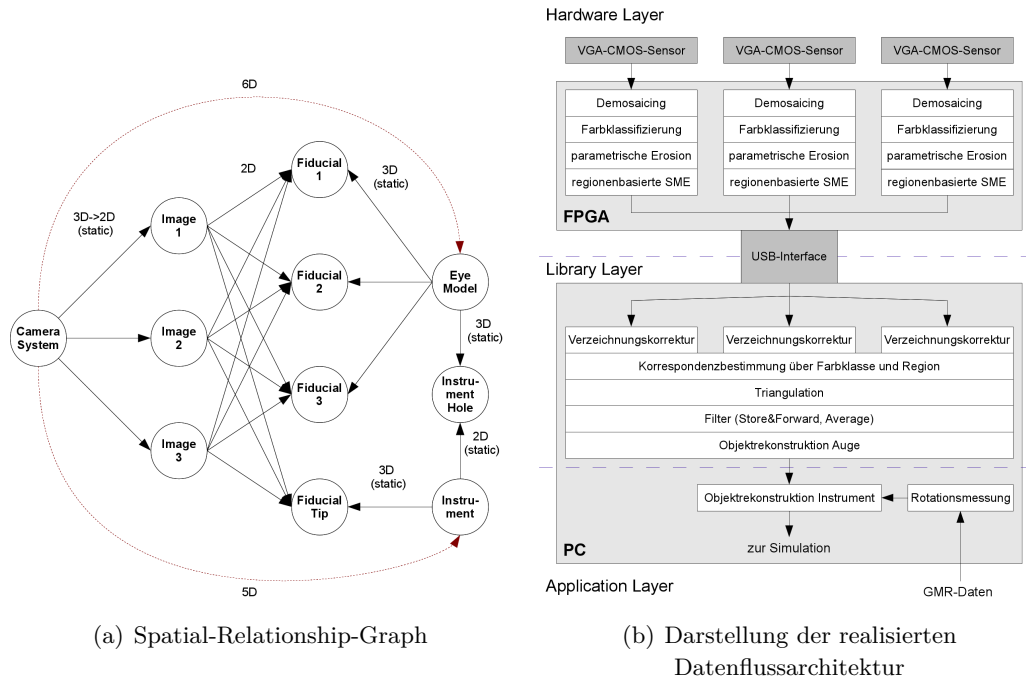 6D
Fiducial
1
2D
3D
(static)
3D->2D
(static)
Image
1
Eye
Model
Fiducial
2
Camera
System
Image
2
3D
(static)
Fiducial
3
Instru-
ment
Hole
Image
3
2D
(static)
3D
(static)
Fiducial
Tip
Instru-
ment
5D
(a) Spatial-Relationship-Graph
Hardware Layer
VGA-CMOS-Sensor
VGA-CMOS-Sensor
VGA-CMOS-Sensor
Demosaicing
Farbklassifizierung
parametrische Erosion
regionenbasierte SME
Demosaicing
Farbklassifizierung
parametrische Erosion
regionenbasierte SME
Demosaicing
Farbklassifizierung
parametrische Erosion
regionenbasierte SME
FPGA
USB-Interface
Library Layer
Verzeichnungskorrektur
Verzeichnungskorrektur
Verzeichnungskorrektur
Korrespondenzbestimmung über Farbklasse und Region
Triangulation
Filter (Store&Forward, Average)
Objektrekonstruktion Auge
Objektrekonstruktion Instrument
Rotationsmessung
PC
zur Simulation
Application Layer
GMR-Daten
(b) Darstellung der realisierten
Datenflussarchitektur